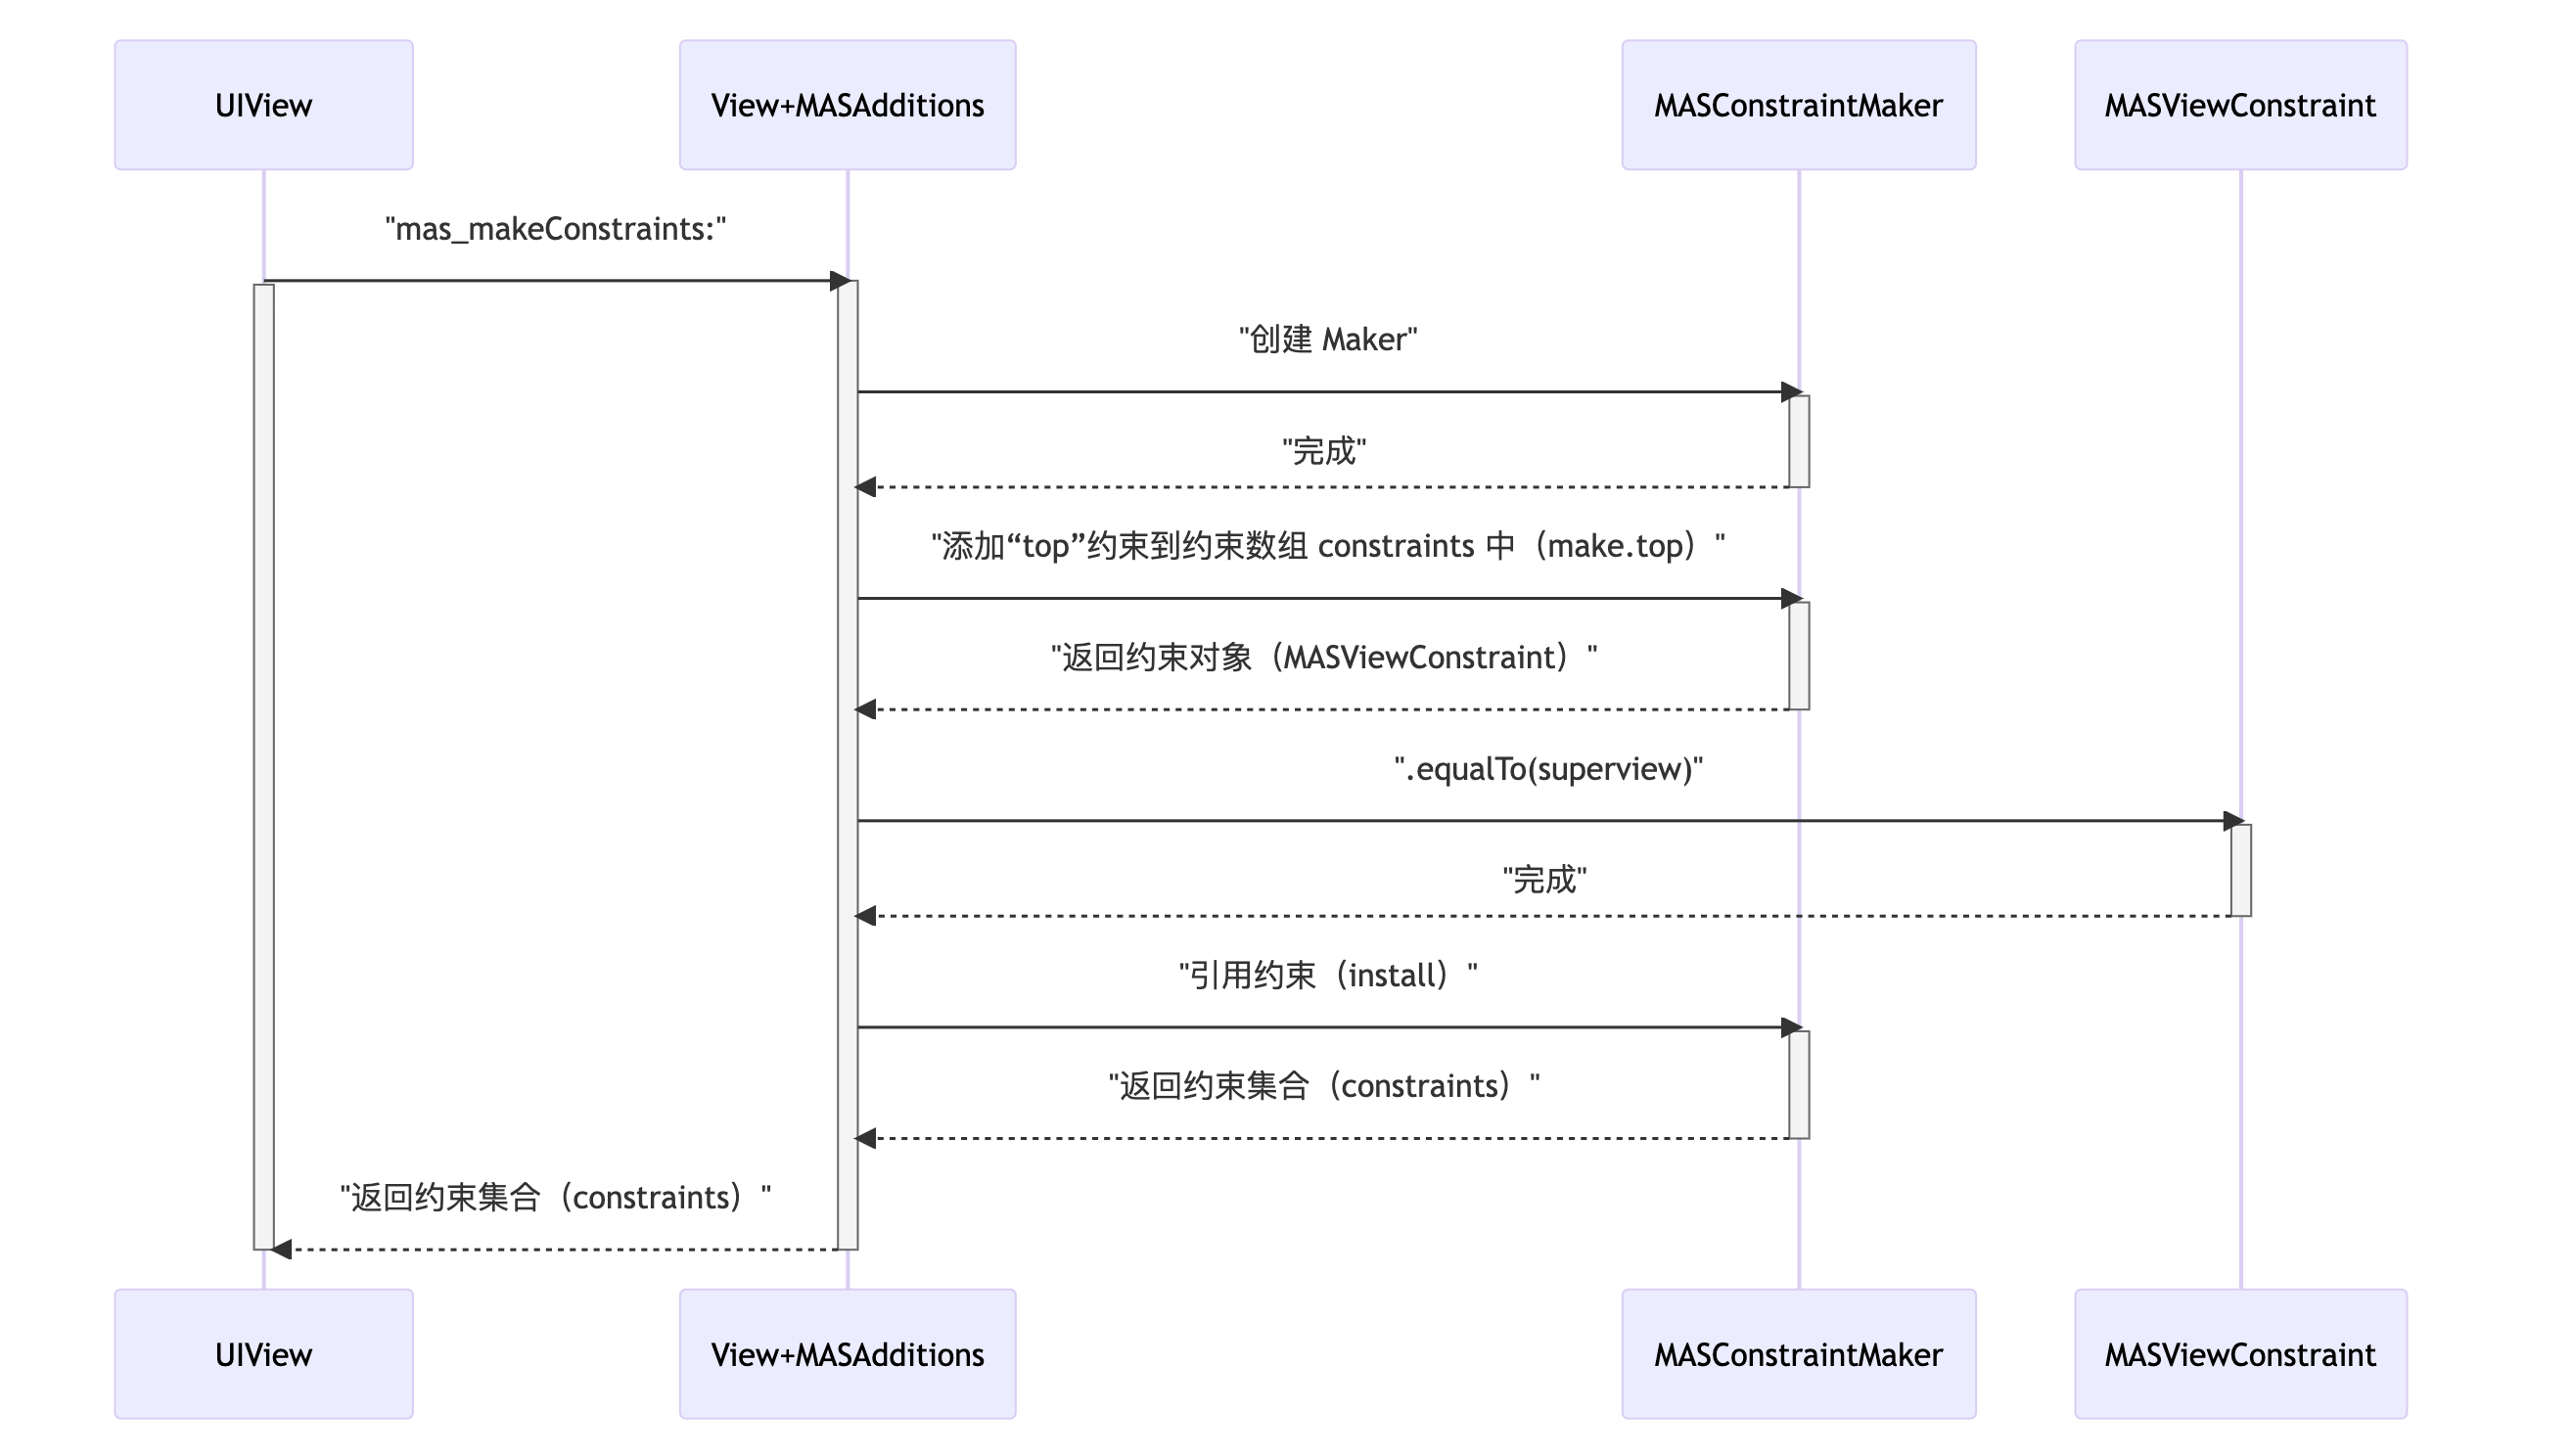 UIView
View+MASAdditions
MASConstraintMaker
MASViewConstraint
"mas_makeConstraints:"
"创建 Maker"
"完成"
"添加“top”约束到约束数组 constraints 中（make.top）"
"返回约束对象（MASViewConstraint）"
".equalTo(superview)"
"完成"
"引用约束（install）"
"返回约束集合（constraints）"
"返回约束集合（constraints）"
UIView
View+MASAdditions
MASConstraintMaker
MASViewConstraint